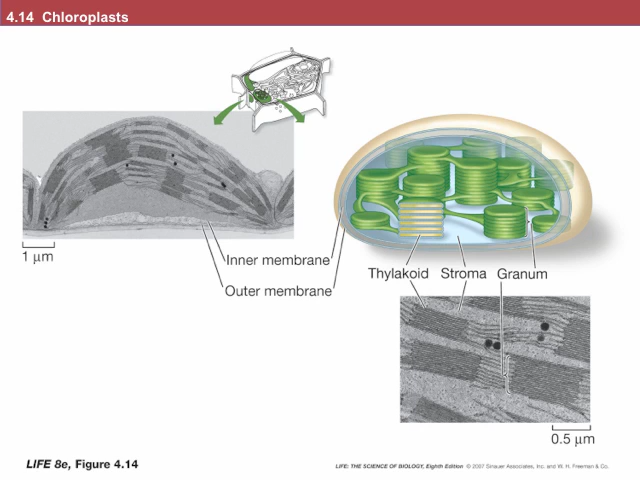 4.14 Chloroplasts
1 μm
Inner membrane
Outer membrane
Thylakoid Stroma Granum
0.5 μm
LIFE 8e, Figure 4.14
LIFE: THE SCIENCE OF BIOLOGY, Eighth Edition © 2007 Sinauer Associates, Inc. and W. H. Freeman & Co.